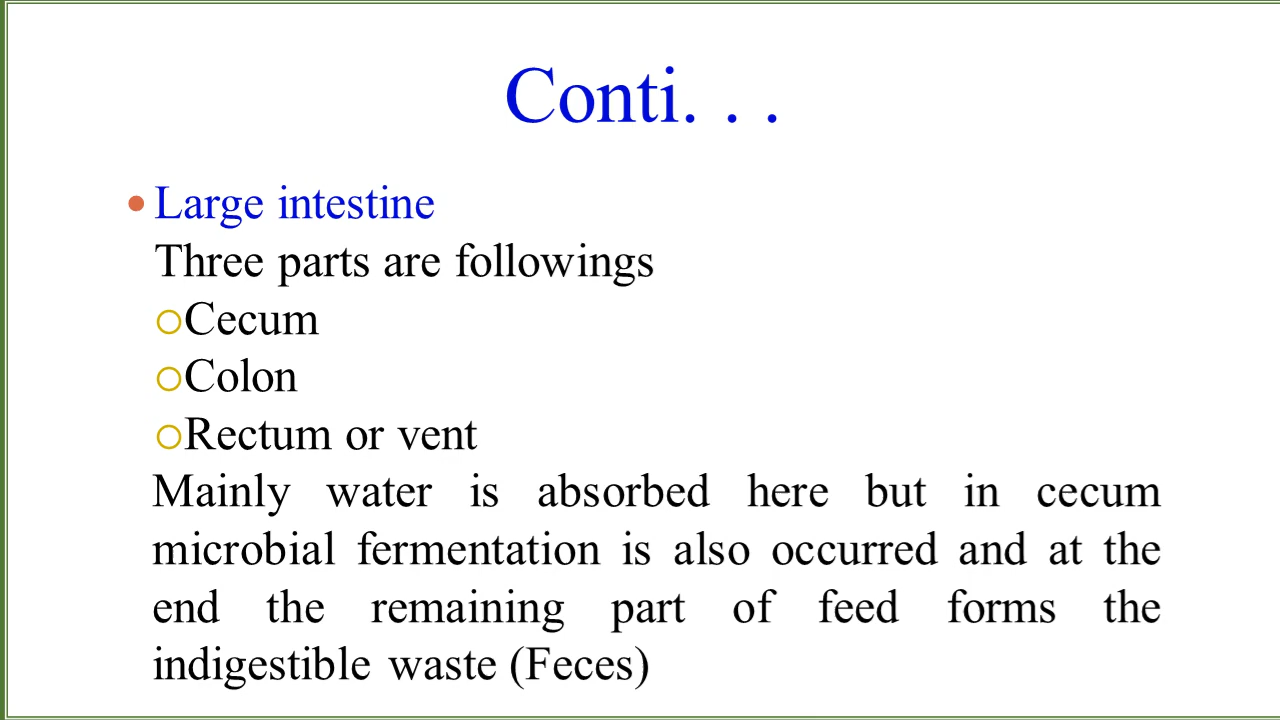 Conti. . .
Large intestine
Three parts are followings
Cecum
Colon
Rectum or vent
Mainly water is absorbed here but in cecum
microbial fermentation is also occurred and at the
end the remaining part of feed forms the
indigestible waste (Feces)